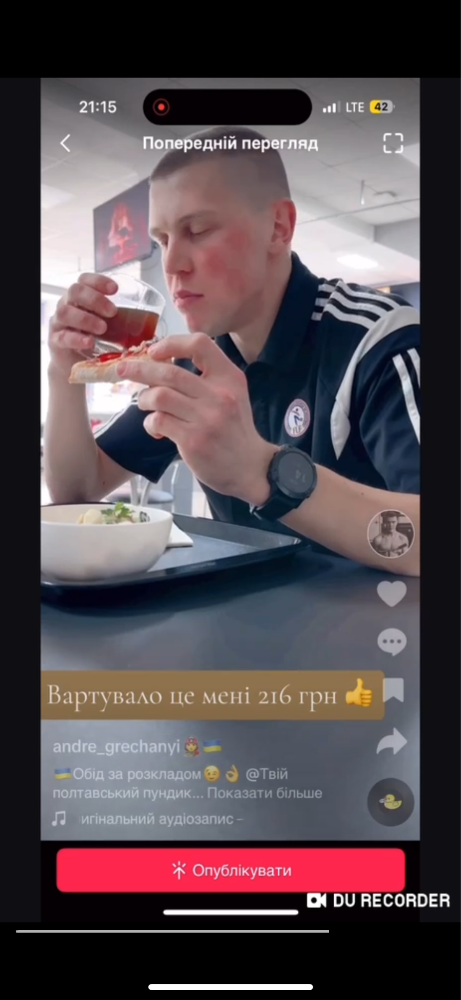 21:15
LTE 42
Попередній перегляд
FUF
Вартувало це мені 216 грн 👍
andre_grechanyi 👩‍🚒 🇺🇦
🇺🇦Обід за розкладом😉👌 @Твій
полтавський пундик... Показати більше
игінальний аудіозапис –
Опублікувати
DU RECORDER